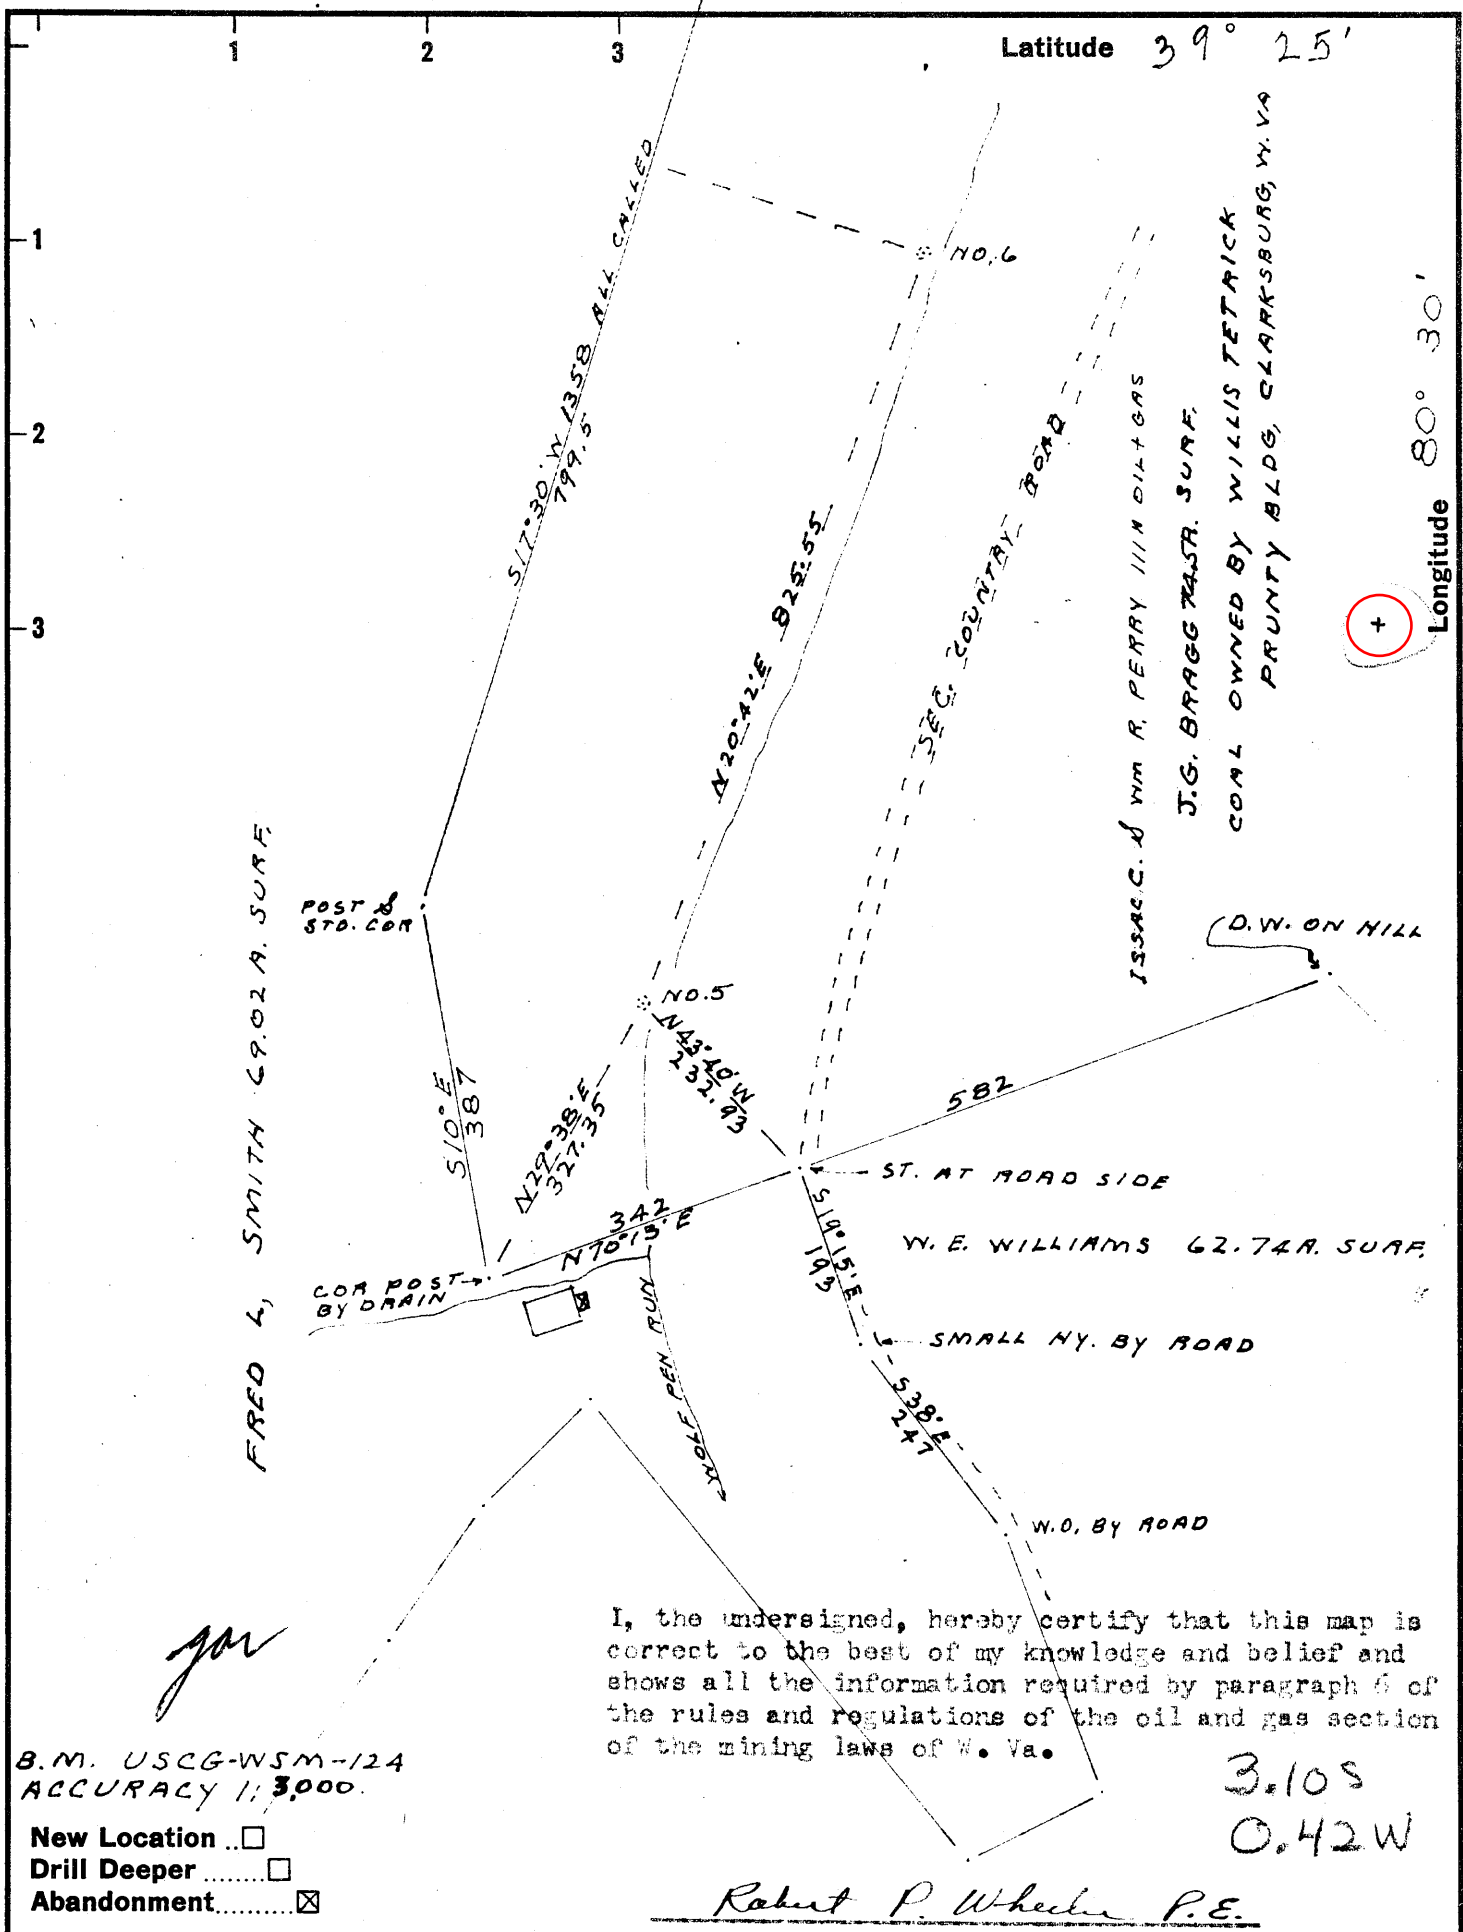 1 2 3
Latitude 39° 25'
1
2
3
Longitude 80° 30'
+
S17°30'W 1358 ALL CALLED
799.5
NO.6
N20°42'E 825.55
SEC. COUNTRY ROAD
WM R. PERRY 111A OIL + GAS
J.G. BRAGG SURF.
COAL OWNED BY WILLIS TETRICK
PRUNTY BLDG, CLARKSBURG, W.VA
FRED L, SMITH 69.02 A. SURF.
POST &
STO. COR
D.W. ON HILL
NO.5
N43°40'W
232.93
S10°E
387
N29°38'E
327.35
582
342
N70°13'E
ST. AT ROAD SIDE
S19°15'E
193
W. E. WILLIAMS 62.74A. SURF.
COR POST
BY DRAIN
WOLF PEN RUN
SMALL HY. BY ROAD
S38°E
247
W.O. BY ROAD
I, the undersigned, hereby certify that this map is
correct to the best of my knowledge and belief and
shows all the information required by paragraph 6 of
the rules and regulations of the oil and gas section
of the mining laws of W. Va.
B.M. USCG-WSM-124
ACCURACY 1:3,000.
3.10 S
0.42 W
New Location ..☐
Drill Deeper ........☐
Abandonment..........☒
Robert P. Wheeler P.E.